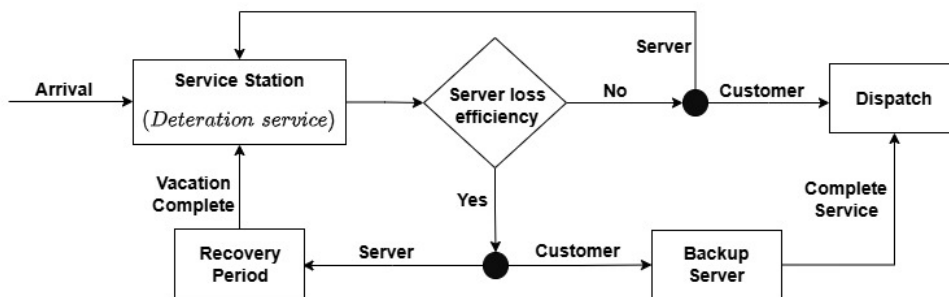 Server
Arrival
Service Station
(Deteration service)
Server loss
efficiency
No
Customer
Dispatch
Vacation
Complete
Yes
Complete
Service
Recovery
Period
Server
Customer
Backup
Server